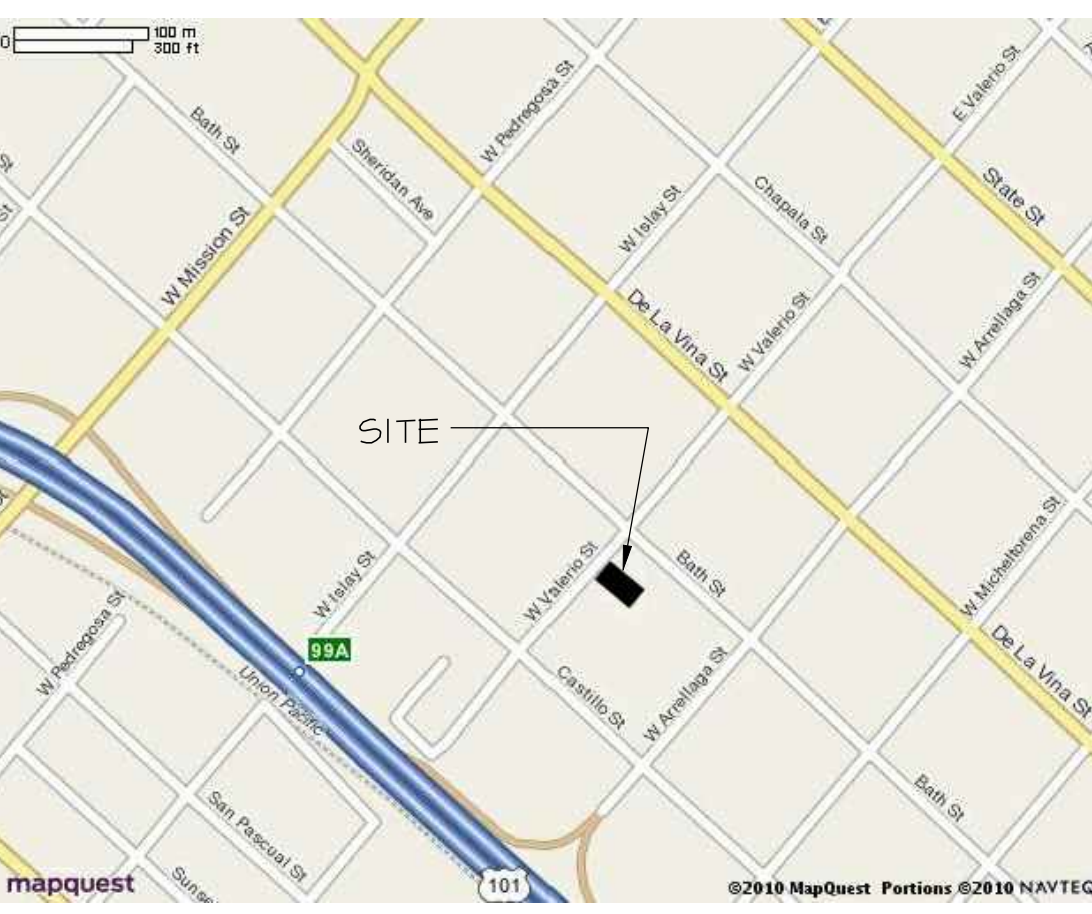 0
100 m
300 ft
Bath St
Sheridan Ave
W Pedregosa St
E Valerio St
State St
St
St
W Mission St
W Islay St
Chapala St
De La Vina St
W Valerio St
W Arrellaga St
SITE
W Islay St
W Valerio St
Bath St
W Micheltorena St
99A
W Pedregosa St
Union Pacific
Castillo St
W Arrellaga St
De La Vina St
San Pascual St
Bath St
mapquest
101
©2010 MapQuest Portions ©2010 NAVTEQ